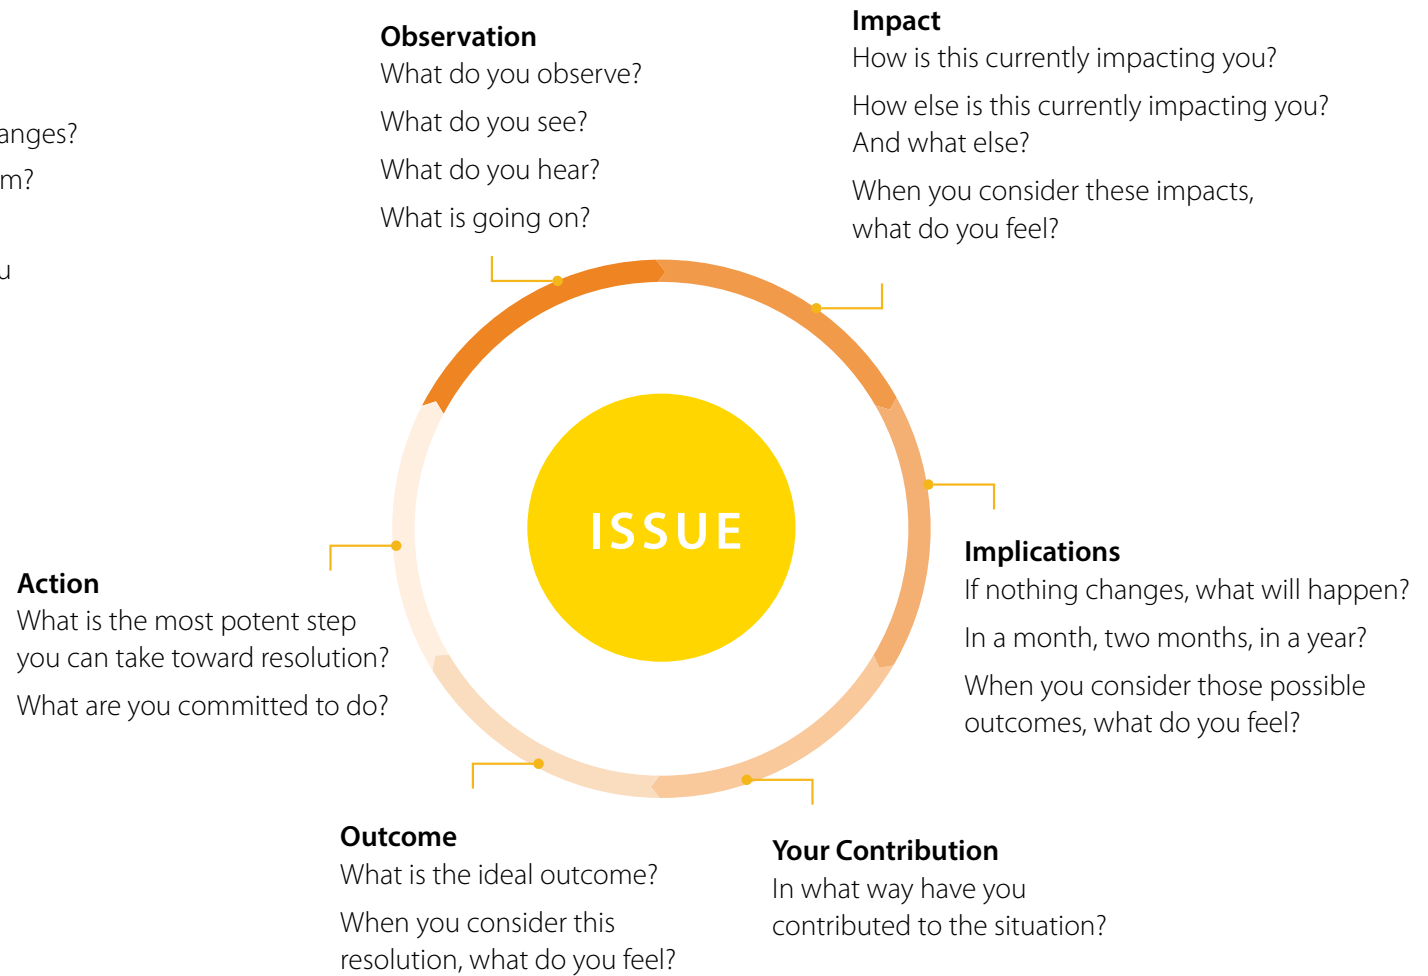 anges?
m?
u
Observation
What do you observe?
What do you see?
What do you hear?
What is going on?
Impact
How is this currently impacting you?
How else is this currently impacting you?
And what else?
When you consider these impacts,
what do you feel?
ISSUE
Implications
If nothing changes, what will happen?
In a month, two months, in a year?
When you consider those possible
outcomes, what do you feel?
Your Contribution
In what way have you
contributed to the situation?
Outcome
What is the ideal outcome?
When you consider this
resolution, what do you feel?
Action
What is the most potent step
you can take toward resolution?
What are you committed to do?